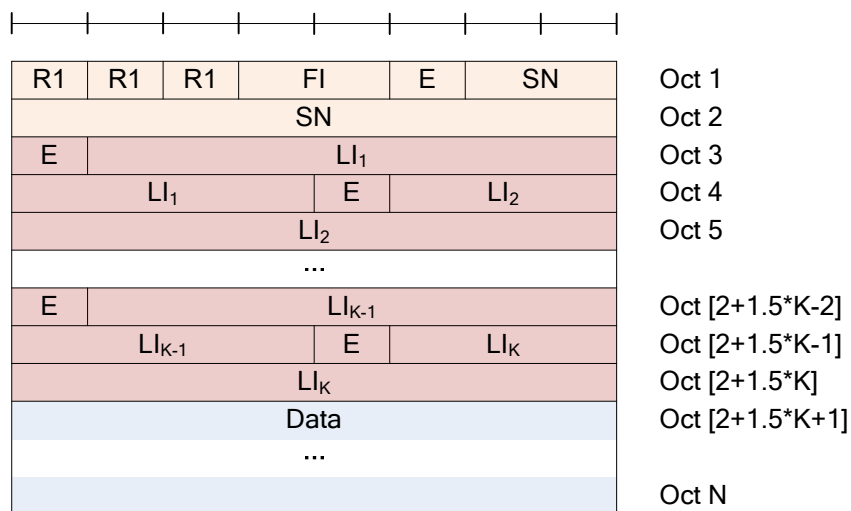 R1 R1 R1 FI E SN Oct 1
SN Oct 2
E LI₁ Oct 3
LI₁ E LI₂ Oct 4
LI₂ Oct 5
...
E LIK-1 Oct [2+1.5*K-2]
LIK-1 E LIK Oct [2+1.5*K-1]
LIK Oct [2+1.5*K]
Data Oct [2+1.5*K+1]
...
Oct N